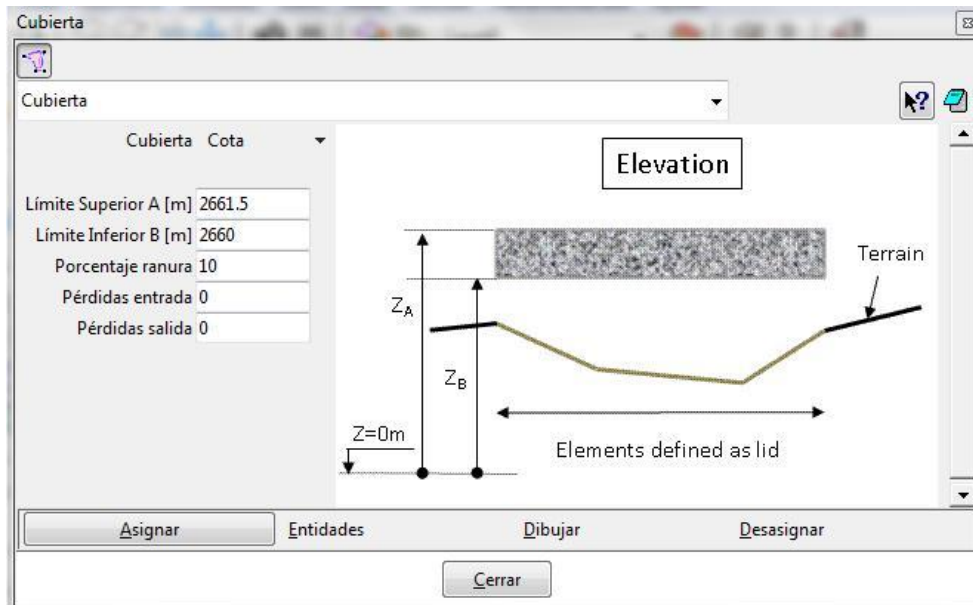 Cubierta
Cubierta
Cubierta Cota
Límite Superior A [m] 2661.5
Límite Inferior B [m] 2660
Porcentaje ranura 10
Pérdidas entrada 0
Pérdidas salida 0
Elevation
Terrain
ZA
ZB
Z=0m
Elements defined as lid
Asignar Entidades Dibujar Desasignar
Cerrar